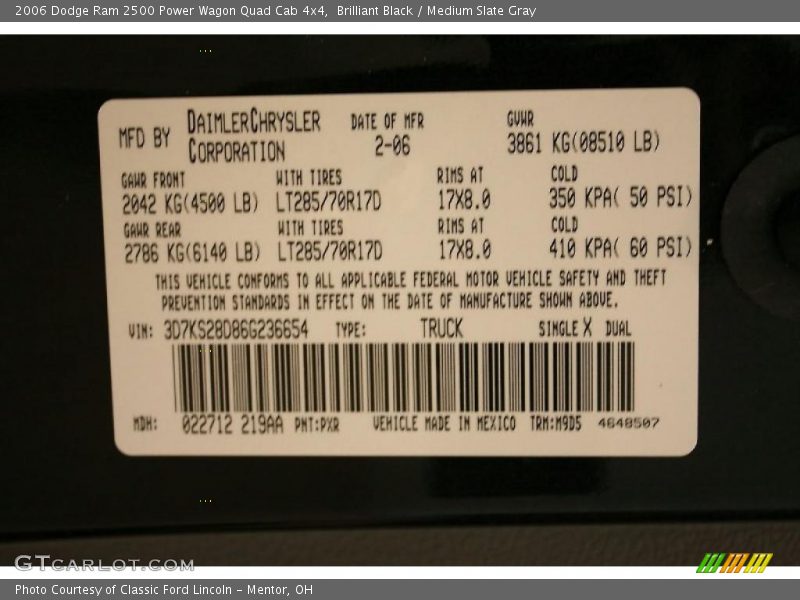 2006 Dodge Ram 2500 Power Wagon Quad Cab 4x4,  Brilliant Black / Medium Slate Gray
MFD BY DAIMLERCHRYSLER CORPORATION DATE OF MFR 2-06 GVWR 3861 KG(08510 LB)
GAWR FRONT WITH TIRES RIMS AT COLD
2042 KG(4500 LB) LT285/70R17D 17X8.0 350 KPA( 50 PSI)
GAWR REAR WITH TIRES RIMS AT COLD
2786 KG(6140 LB) LT285/70R17D 17X8.0 410 KPA( 60 PSI)
THIS VEHICLE CONFORMS TO ALL APPLICABLE FEDERAL MOTOR VEHICLE SAFETY AND THEFT
PREVENTION STANDARDS IN EFFECT ON THE DATE OF MANUFACTURE SHOWN ABOVE.
VIN: 3D7KS28D86G236654 TYPE: TRUCK SINGLE X DUAL
MDH: 022712 219AA PNT:PXR VEHICLE MADE IN MEXICO TRM:M9D5 4648507
GTCARLOT.COM
Photo Courtesy of Classic Ford Lincoln – Mentor, OH